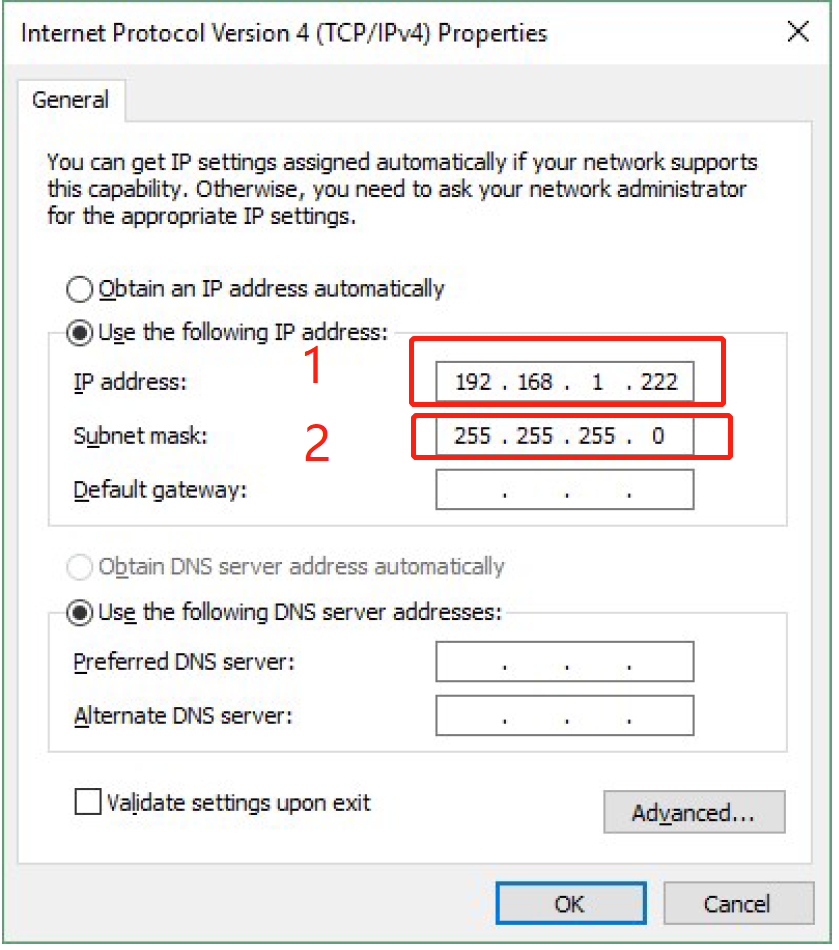 Internet Protocol Version 4 (TCP/IPv4) Properties
General
You can get IP settings assigned automatically if your network supports
this capability. Otherwise, you need to ask your network administrator
for the appropriate IP settings.
Obtain an IP address automatically
Use the following IP address:
1
IP address: 192 . 168 . 1 . 222
Subnet mask: 255 . 255 . 255 . 0
2
Default gateway: . . .
Obtain DNS server address automatically
Use the following DNS server addresses:
Preferred DNS server: . . .
Alternate DNS server: . . .
Validate settings upon exit
Advanced...
OK Cancel